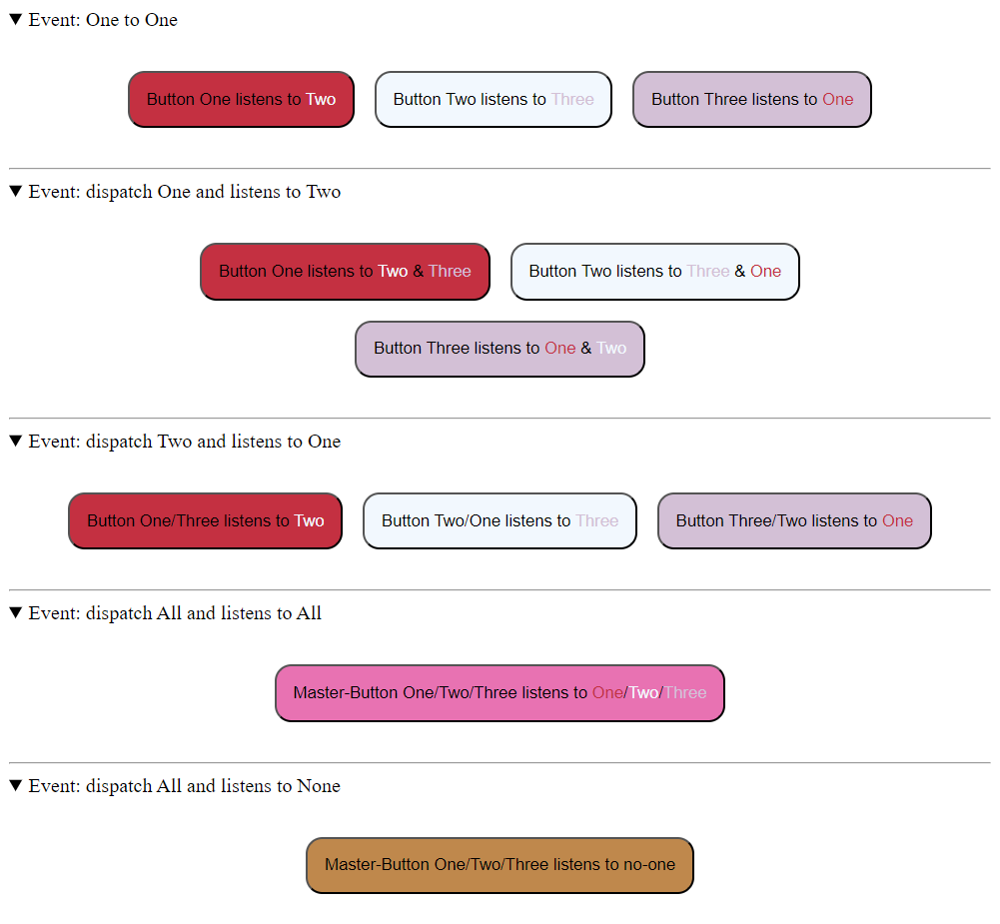 Event: One to One
Button One listens to Two
Button Two listens to Three
Button Three listens to One
Event: dispatch One and listens to Two
Button One listens to Two & Three
Button Two listens to Three & One
Button Three listens to One & Two
Event: dispatch Two and listens to One
Button One/Three listens to Two
Button Two/One listens to Three
Button Three/Two listens to One
Event: dispatch All and listens to All
Master-Button One/Two/Three listens to One/Two/Three
Event: dispatch All and listens to None
Master-Button One/Two/Three listens to no-one